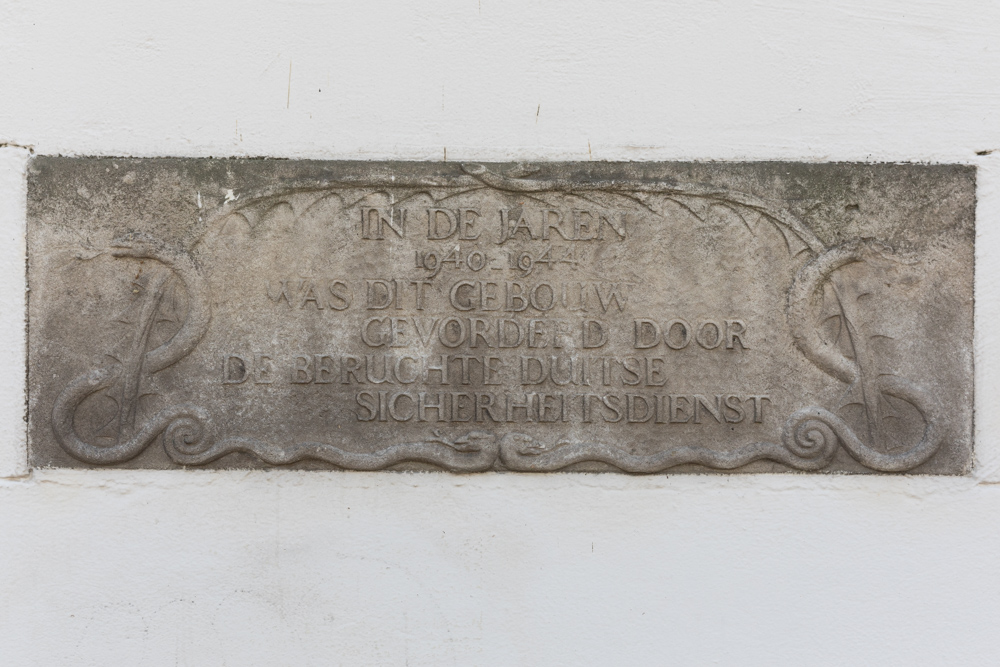 IN DE JAREN
1940-1944
WAS DIT GEBOUW
GEVORDERD DOOR
DE BERUCHTE DUITSE
SICHERHEITSDIENST